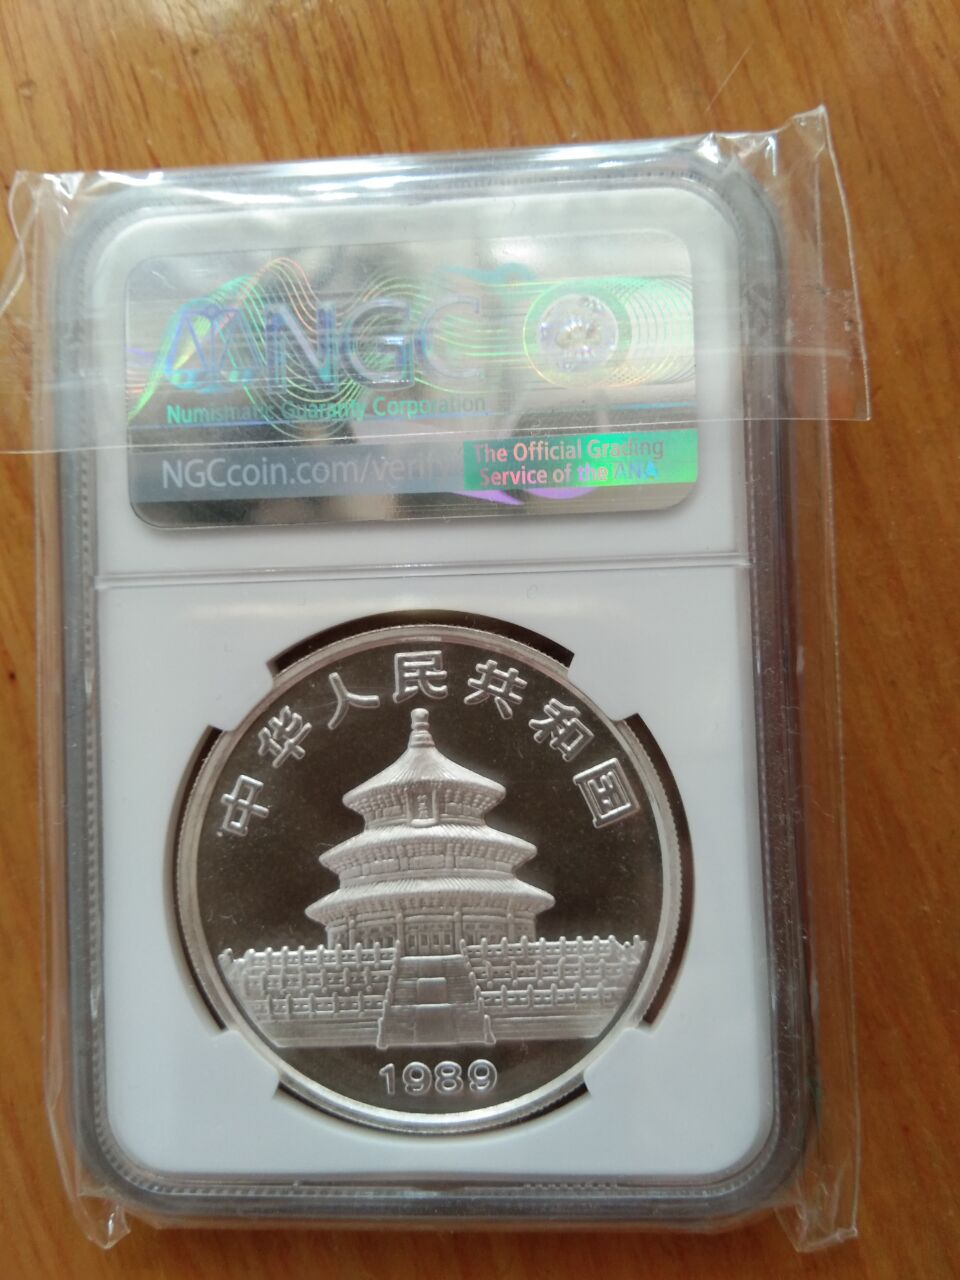 NGC
Numismatic Guaranty Corporation
NGCcoin.com/verify
The Official Grading
Service of the ANA
中华人民共和国
1989